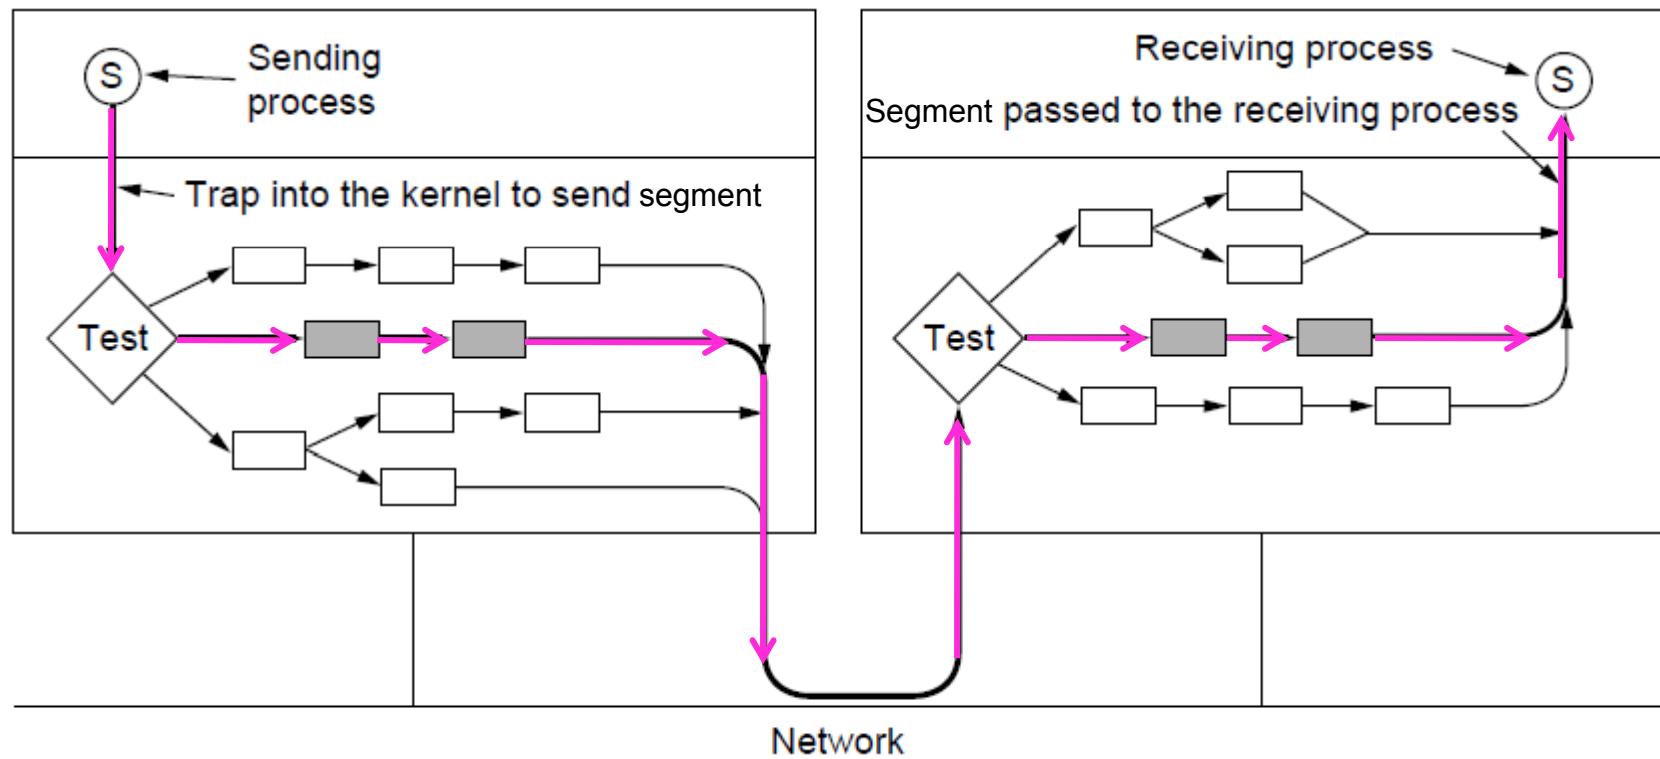 S
Sending
process
Trap into the kernel to send segment
Test
Receiving process
S
Segment passed to the receiving process
Test
Network